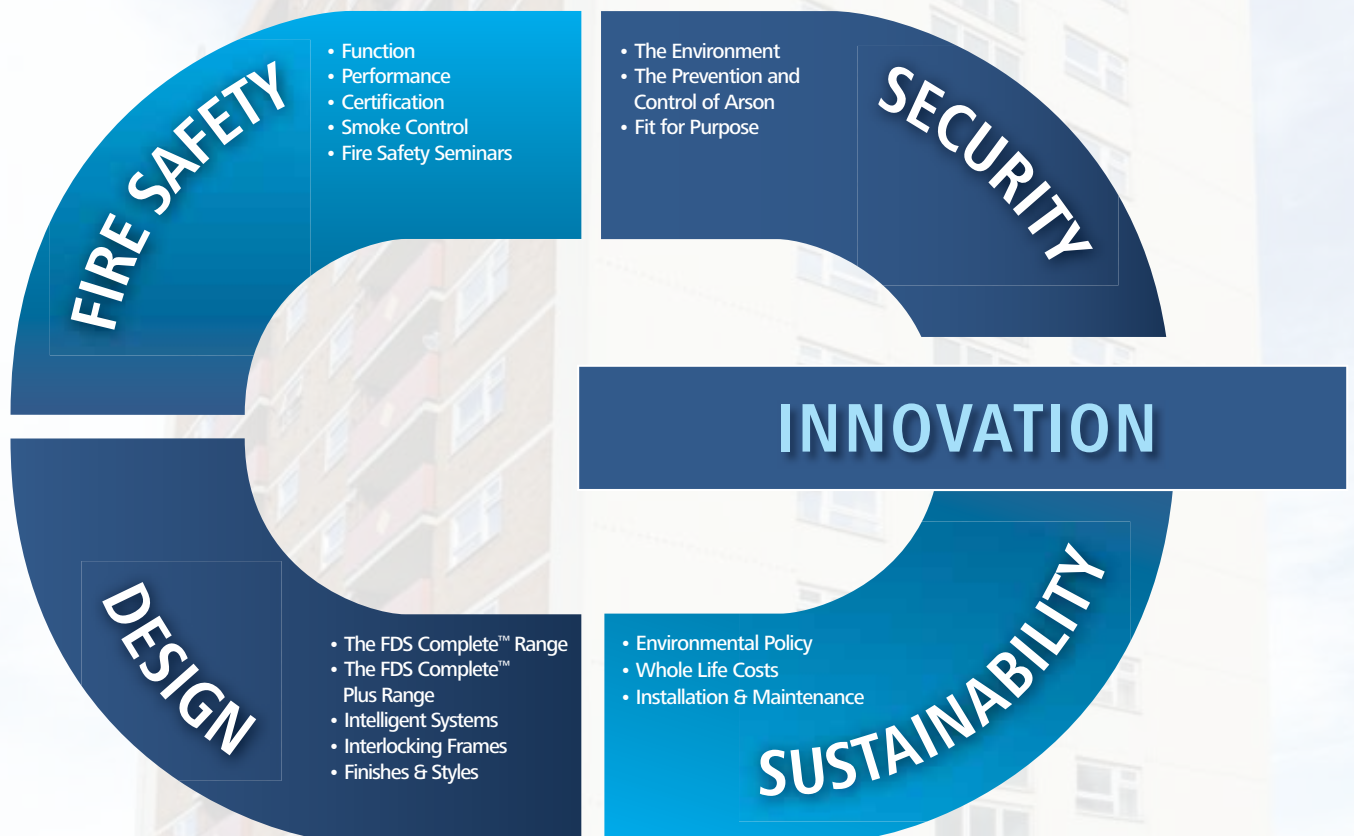 FIRE SAFETY
• Function
• Performance
• Certification
• Smoke Control
• Fire Safety Seminars
• The Environment
• The Prevention and
Control of Arson
• Fit for Purpose
SECURITY
INNOVATION
DESIGN
• The FDS Complete™ Range
• The FDS Complete™
Plus Range
• Intelligent Systems
• Interlocking Frames
• Finishes & Styles
• Environmental Policy
• Whole Life Costs
• Installation & Maintenance
SUSTAINABILITY